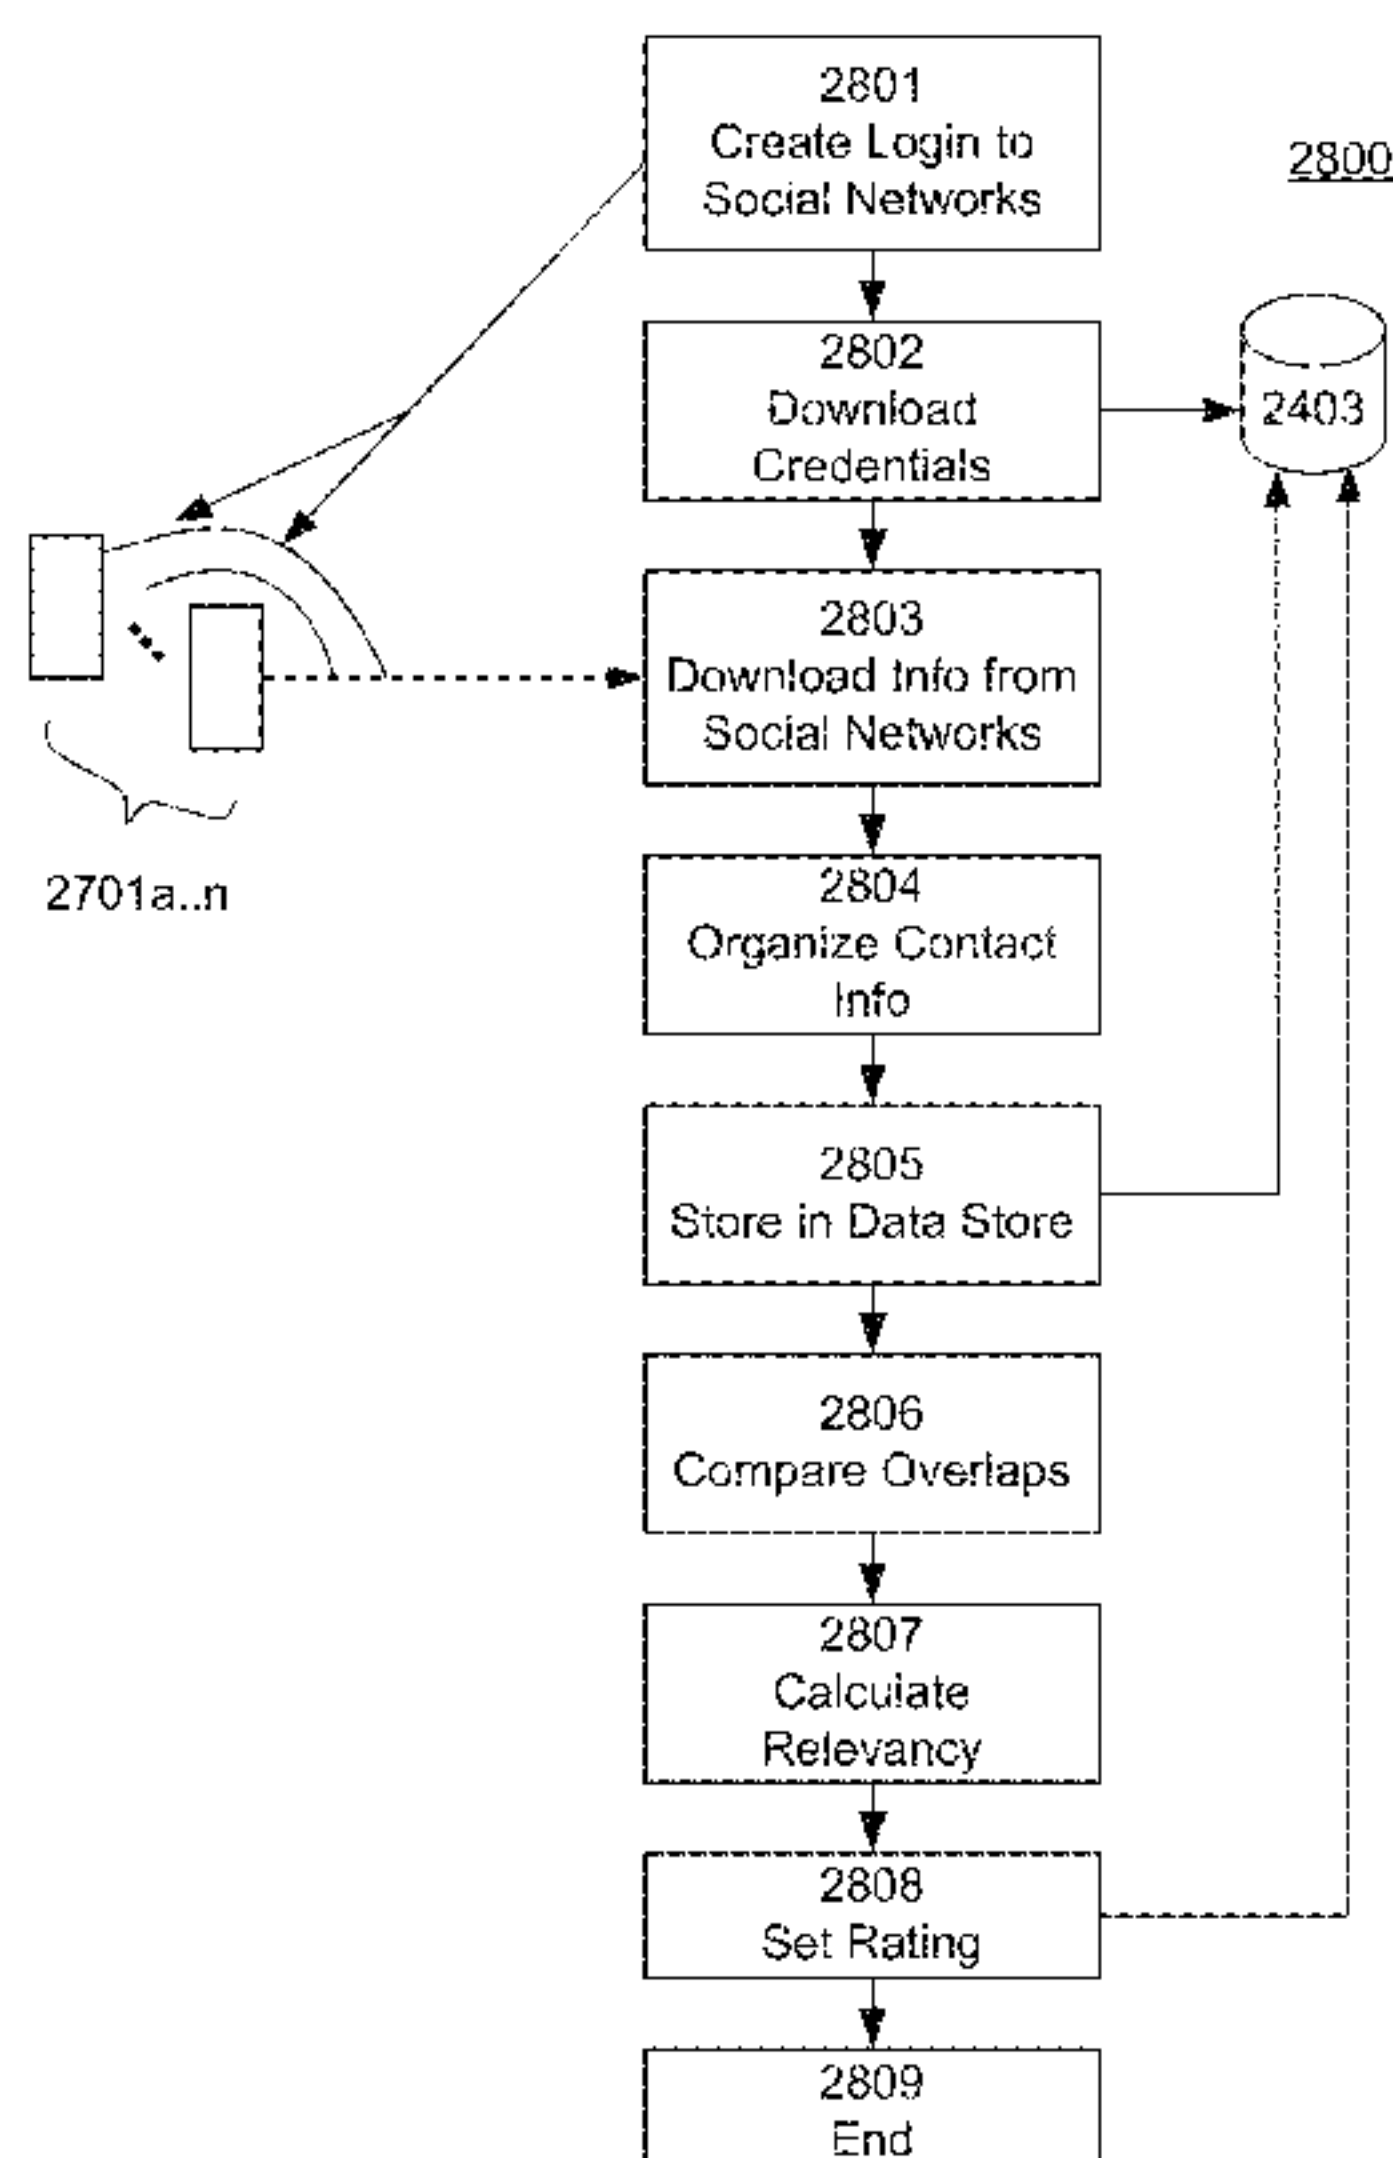 2801
Create Login to
Social Networks
2800
2802
Download
Credentials
2403
2803
Download Info from
Social Networks
2701a..n
2804
Organize Contact
Info
2805
Store in Data Store
2806
Compare Overlaps
2807
Calculate
Relevancy
2808
Set Rating
2809
End